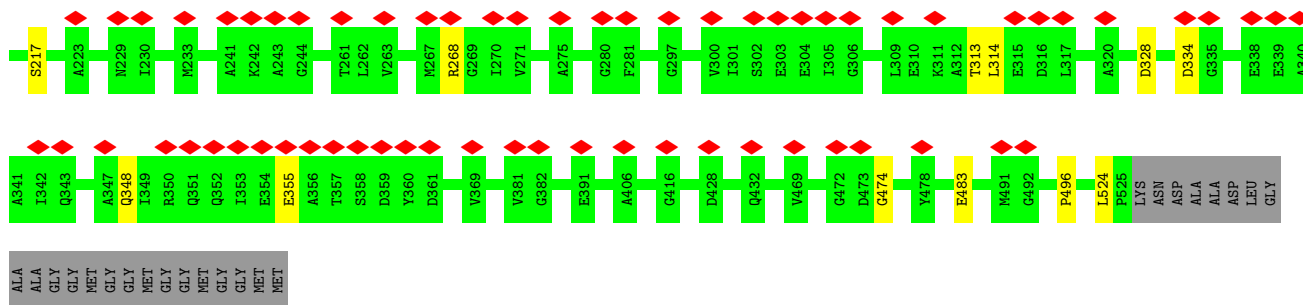 S217 A223 N229 I230 M233 A241 K242 A243 G244 T261 L262 V263 M267 R268 G269 I270 V271 A275 G280 F281 G297 V300 I301 S302 E303 E304 I305 G306 L309 E310 K311 A312 T313 L314 E315 D316 L317 A320 D328 D334 G335 E338 E339 A340
A341 I342 Q343 A347 Q348 I349 R350 Q351 Q352 I353 E354 E355 A356 T357 S358 D359 Y360 D361 V369 V381 G382 E391 A406 G416 D428 Q432 V469 G472 D473 G474 Y478 E483 M491 G492 P496 L524 P525 LYS ASN ASP ALA ALA ASP LEU GLY
ALA ALA GLY GLY MET GLY GLY MET GLY GLY MET GLY GLY MET MET